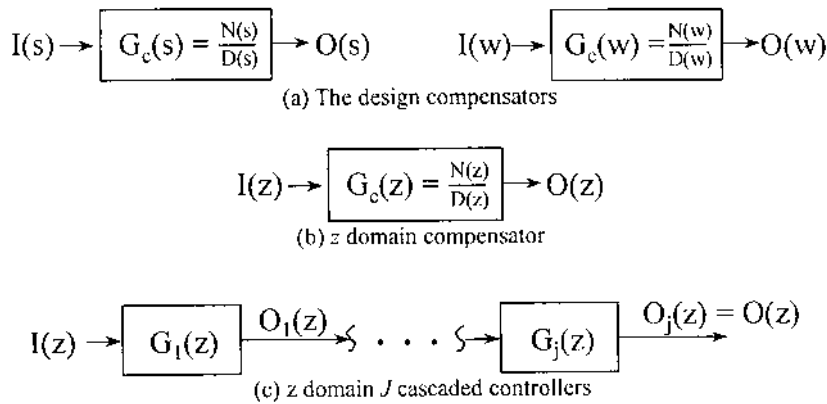 I(s) G_c(s) = N(s)/D(s) O(s) I(w) G_c(w) = N(w)/D(w) O(w)
(a) The design compensators
I(z) G_c(z) = N(z)/D(z) O(z)
(b) z domain compensator
I(z) G_1(z) O_1(z) . . . G_j(z) O_j(z) = O(z)
(c) z domain J cascaded controllers